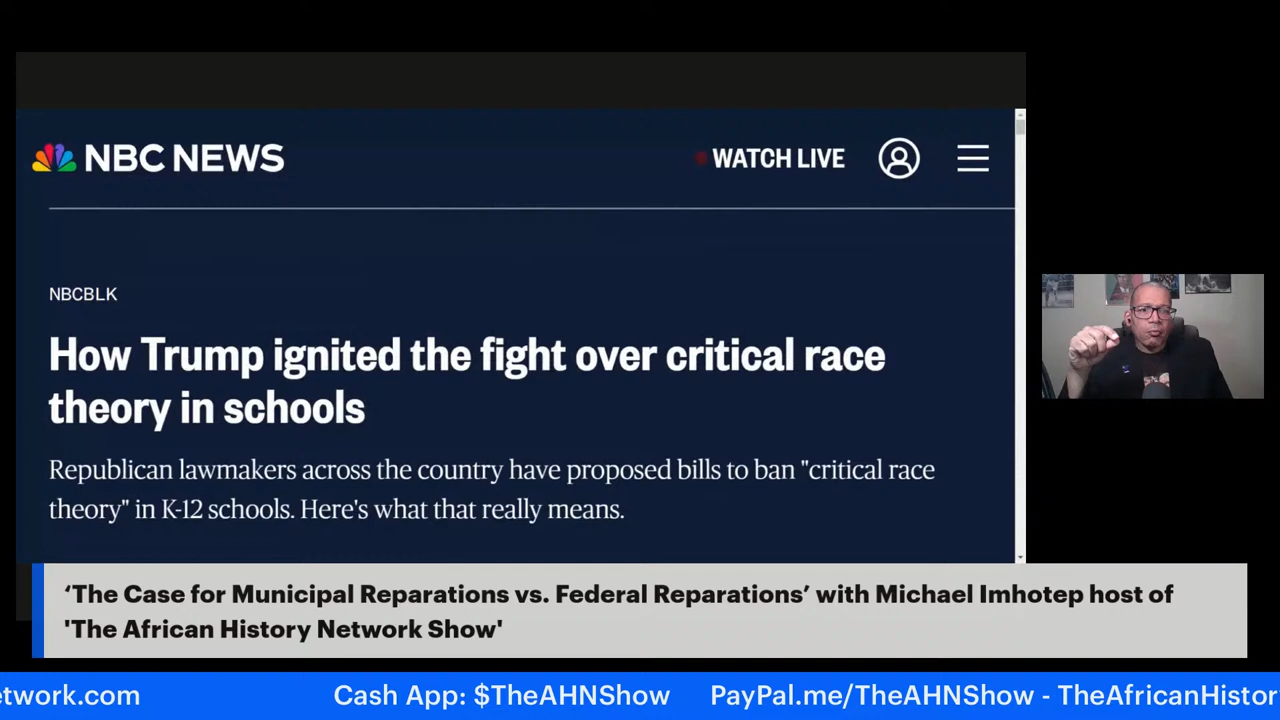 NBC NEWS
WATCH LIVE
NBCBLK
How Trump ignited the fight over critical race
theory in schools
Republican lawmakers across the country have proposed bills to ban "critical race
theory" in K-12 schools. Here's what that really means.
‘The Case for Municipal Reparations vs. Federal Reparations’ with Michael Imhotep host of
'The African History Network Show'
etwork.com Cash App: $TheAHNShow PayPal.me/TheAHNShow - TheAfricanHistor